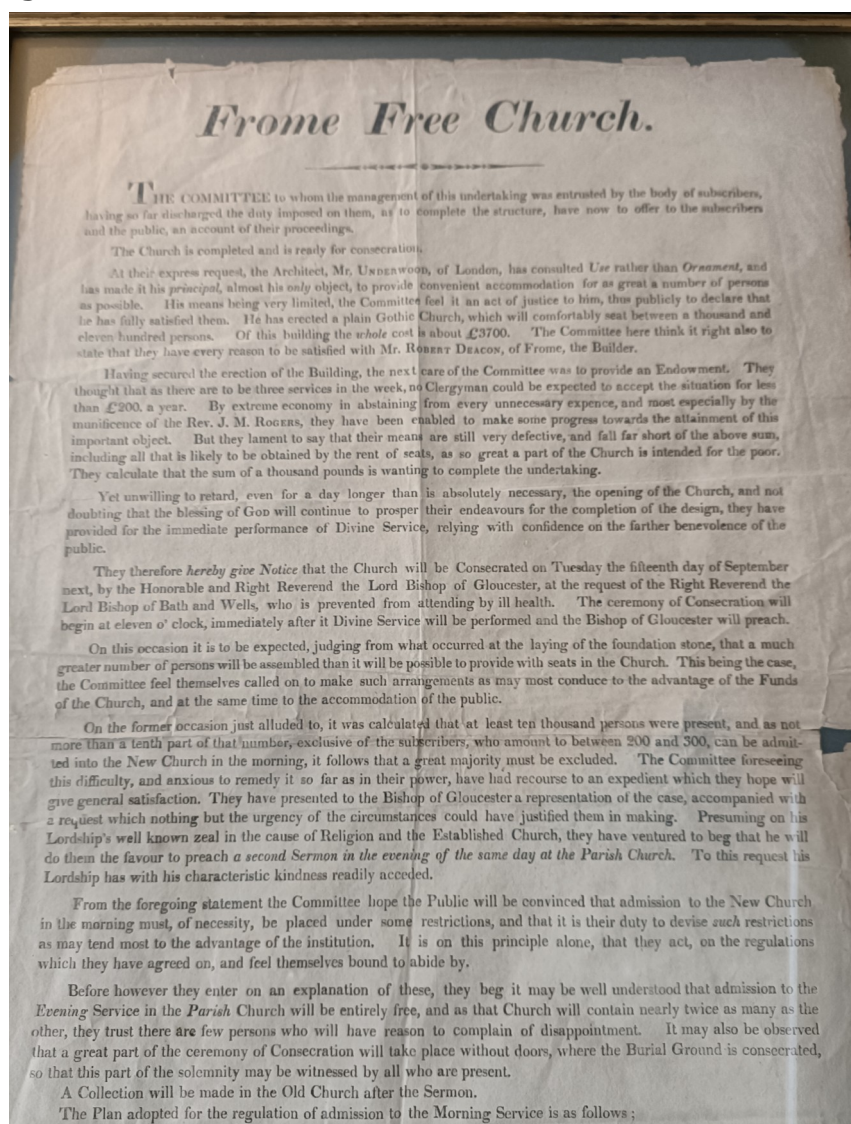 Frome Free Church.
THE COMMITTEE to whom the management of this undertaking was entrusted by the body of subscribers,
having so far discharged the duty imposed on them, as to complete the structure, have now to offer to the subscribers
and the public, an account of their proceedings.
The Church is completed and is ready for consecration.
At their express request, the Architect, Mr. UNDERWOOD, of London, has consulted Use rather than Ornament, and
has made it his principal, almost his only object, to provide convenient accommodation for as great a number of persons
as possible. His means being very limited, the Committee feel it an act of justice to him, thus publicly to declare that
he has fully satisfied them. He has erected a plain Gothic Church, which will comfortably seat between a thousand and
eleven hundred persons. Of this building the whole cost is about £3700. The Committee here think it right also to
state that they have every reason to be satisfied with Mr. ROBERT DEACON, of Frome, the Builder.
Having secured the erection of the Building, the next care of the Committee was to provide an Endowment. They
thought that as there are to be three services in the week, no Clergyman could be expected to accept the situation for less
than £200. a year. By extreme economy in abstaining from every unnecessary expence, and most especially by the
munificence of the Rev. J. M. ROGERS, they have been enabled to make some progress towards the attainment of this
important object. But they lament to say that their means are still very defective, and fall far short of the above sum,
including all that is likely to be obtained by the rent of seats, as so great a part of the Church is intended for the poor.
They calculate that the sum of a thousand pounds is wanting to complete the undertaking.
Yet unwilling to retard, even for a day longer than is absolutely necessary, the opening of the Church, and not
doubting that the blessing of God will continue to prosper their endeavours for the completion of the design, they have
provided for the immediate performance of Divine Service, relying with confidence on the farther benevolence of the
public.
They therefore hereby give Notice that the Church will be Consecrated on Tuesday the fifteenth day of September
next, by the Honorable and Right Reverend the Lord Bishop of Gloucester, at the request of the Right Reverend the
Lord Bishop of Bath and Wells, who is prevented from attending by ill health. The ceremony of Consecration will
begin at eleven o' clock, immediately after it Divine Service will be performed and the Bishop of Gloucester will preach.
On this occasion it is to be expected, judging from what occurred at the laying of the foundation stone, that a much
greater number of persons will be assembled than it will be possible to provide with seats in the Church. This being the case,
the Committee feel themselves called on to make such arrangements as may most conduce to the advantage of the Funds
of the Church, and at the same time to the accommodation of the public.
On the former occasion just alluded to, it was calculated that at least ten thousand persons were present, and as not
more than a tenth part of that number, exclusive of the subscribers, who amount to between 200 and 300, can be admit-
ted into the New Church in the morning, it follows that a great majority must be excluded. The Committee foreseeing
this difficulty, and anxious to remedy it so far as in their power, have had recourse to an expedient which they hope will
give general satisfaction. They have presented to the Bishop of Gloucester a representation of the case, accompanied with
a request which nothing but the urgency of the circumstances could have justified them in making. Presuming on his
Lordship's well known zeal in the cause of Religion and the Established Church, they have ventured to beg that he will
do them the favour to preach a second Sermon in the evening of the same day at the Parish Church. To this request his
Lordship has with his characteristic kindness readily acceded.
From the foregoing statement the Committee hope the Public will be convinced that admission to the New Church
in the morning must, of necessity, be placed under some restrictions, and that it is their duty to devise such restrictions
as may tend most to the advantage of the institution. It is on this principle alone, that they act, on the regulations
which they have agreed on, and feel themselves bound to abide by.
Before however they enter on an explanation of these, they beg it may be well understood that admission to the
Evening Service in the Parish Church will be entirely free, and as that Church will contain nearly twice as many as the
other, they trust there are few persons who will have reason to complain of disappointment. It may also be observed
that a great part of the ceremony of Consecration will take place without doors, where the Burial Ground is consecrated,
so that this part of the solemnity may be witnessed by all who are present.
A Collection will be made in the Old Church after the Sermon.
The Plan adopted for the regulation of admission to the Morning Service is as follows ;